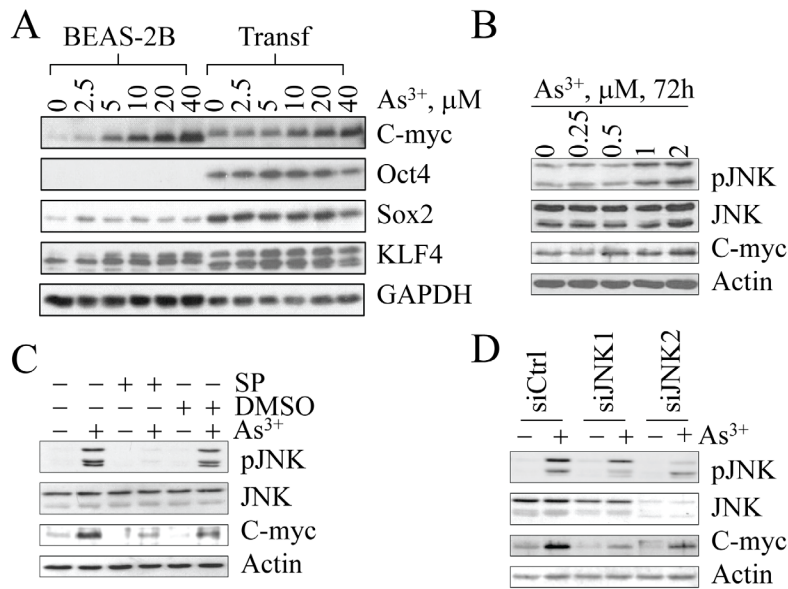 A
BEAS-2B Transf
0 2.5 5 10 20 40 0 2.5 5 10 20 40 As³⁺, μM
C-myc
Oct4
Sox2
KLF4
GAPDH
B
As³⁺, μM, 72h
0 0.25 0.5 1 2
pJNK
JNK
C-myc
Actin
C
− − + + − − SP
− − − − + + DMSO
− + − + − + As³⁺
pJNK
JNK
C-myc
Actin
D
siCtrl siJNK1 siJNK2
− + − + − + As³⁺
pJNK
JNK
C-myc
Actin